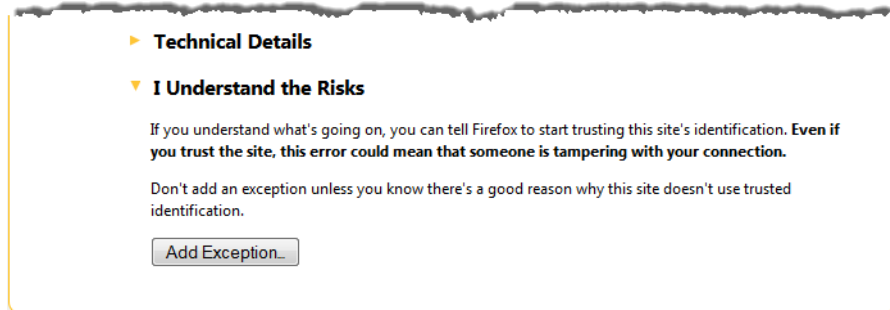 Technical Details
I Understand the Risks
If you understand what's going on, you can tell Firefox to start trusting this site's identification. Even if
you trust the site, this error could mean that someone is tampering with your connection.
Don't add an exception unless you know there's a good reason why this site doesn't use trusted
identification.
Add Exception...